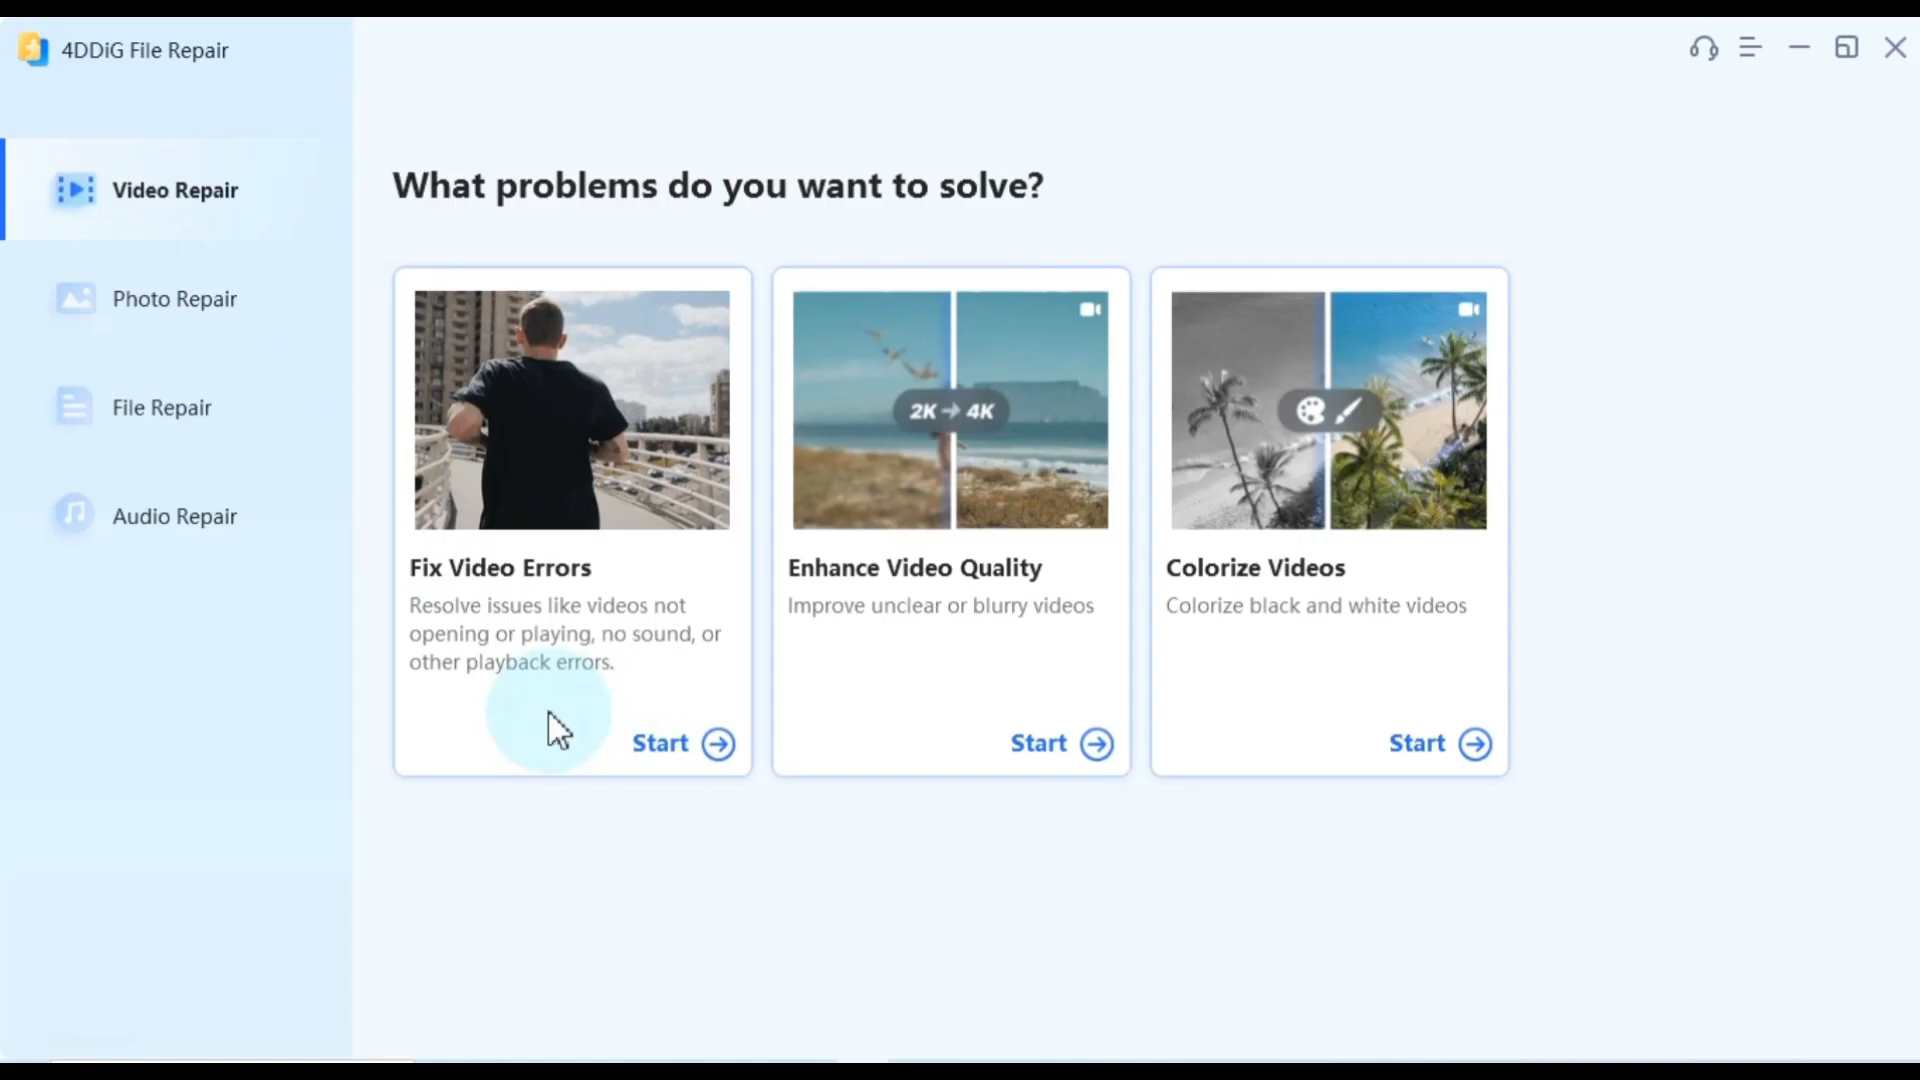 4DDiG File Repair
Video Repair
Photo Repair
File Repair
Audio Repair
What problems do you want to solve?
2K → 4K
Fix Video Errors
Resolve issues like videos not
opening or playing, no sound, or
other playback errors.
Start
Enhance Video Quality
Improve unclear or blurry videos
Start
Colorize Videos
Colorize black and white videos
Start